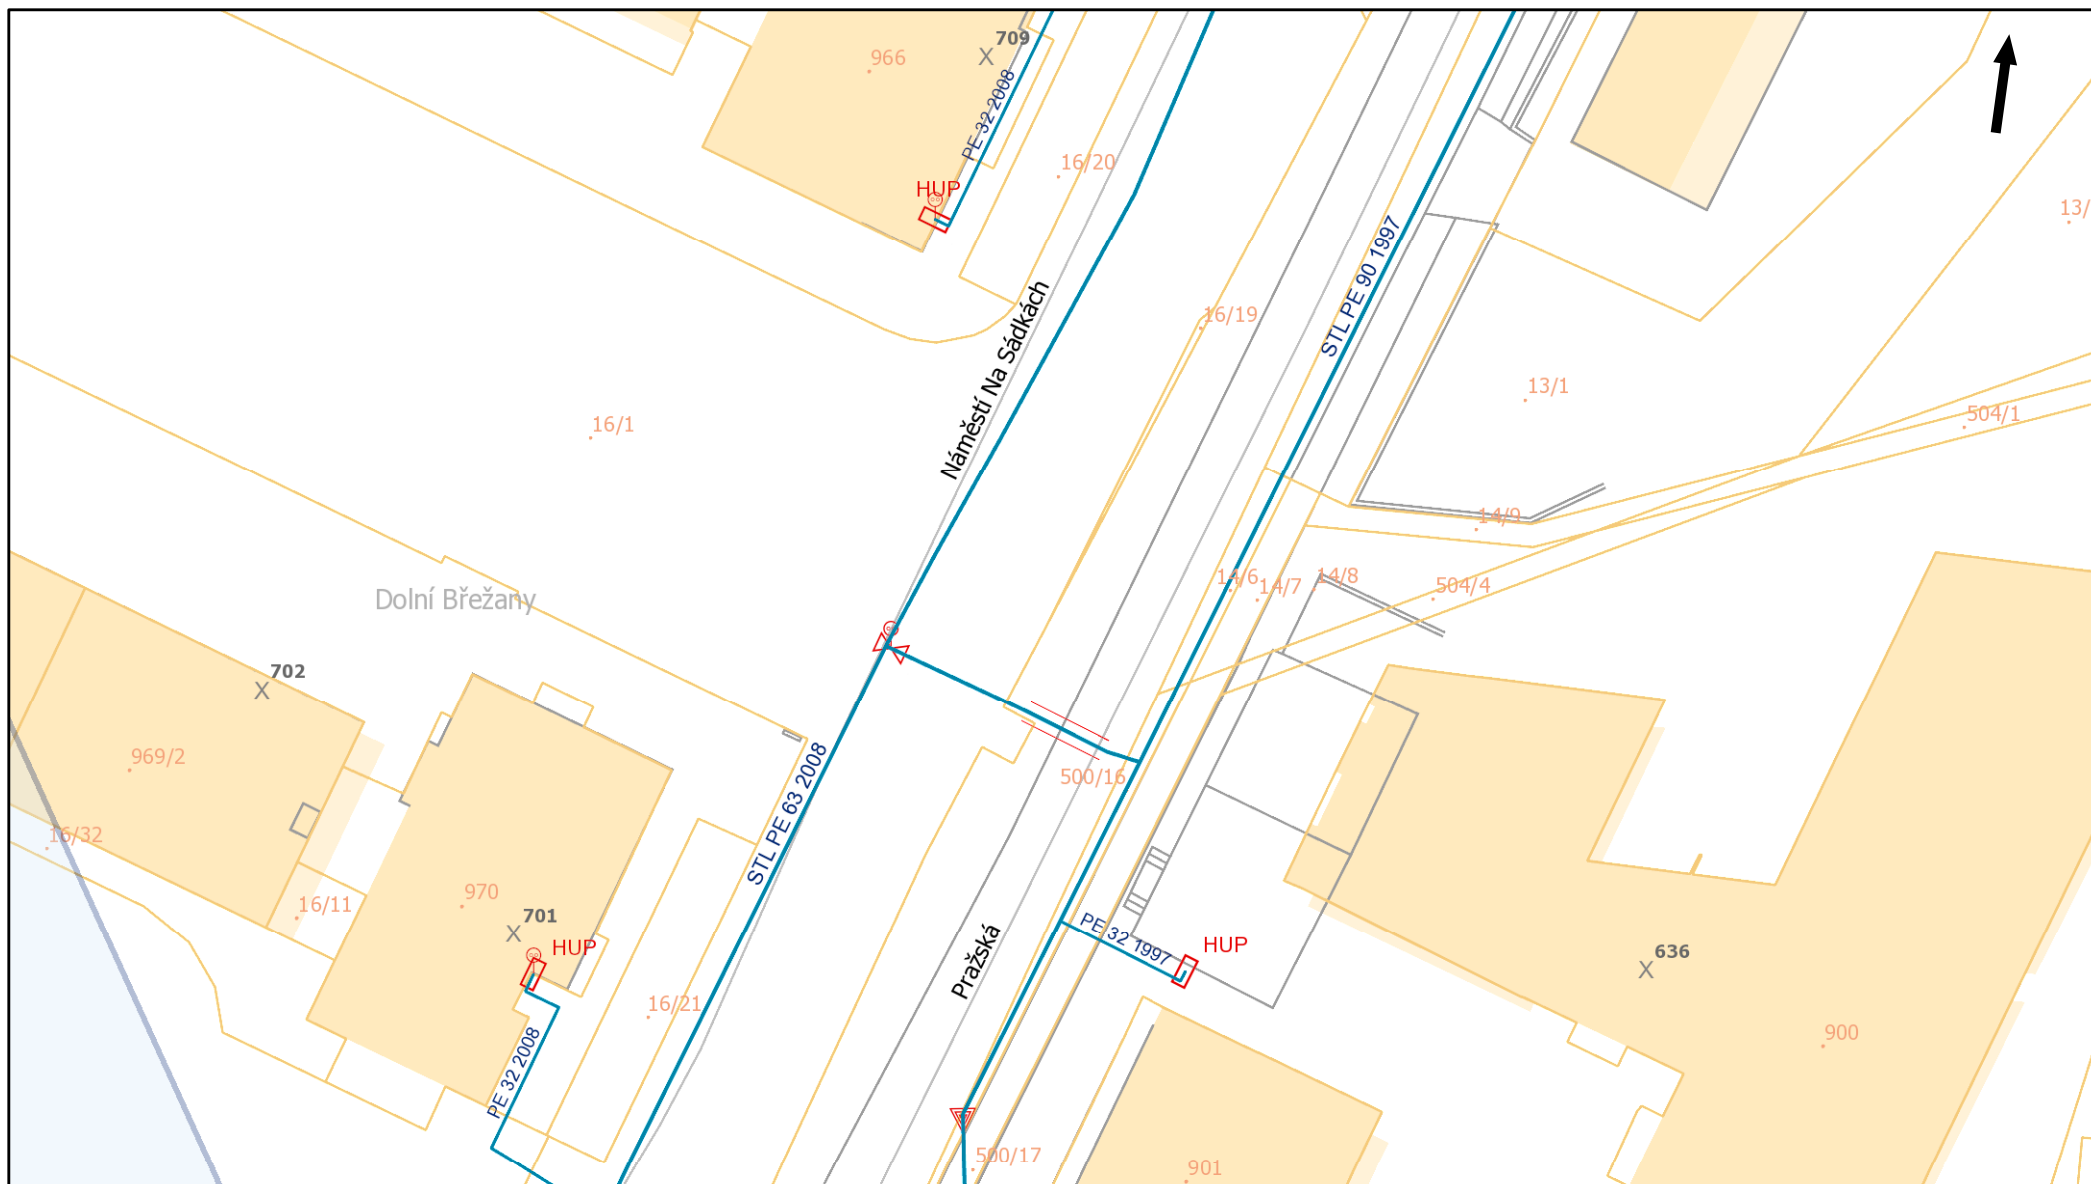 709
966
PE 32 2008
HUP
16/20
13/
STL PE 90 1997
16/19
Náměstí Na Sádkách
13/1
16/1
504/1
14/9
14/6
14/7
14/8
504/4
Dolní Břežany
702
969/2
500/16
STL PE 63 2008
16/32
970
16/11
701
HUP
PE 32 1997
HUP
636
Pražská
16/21
900
PE 32 2008
500/17
901